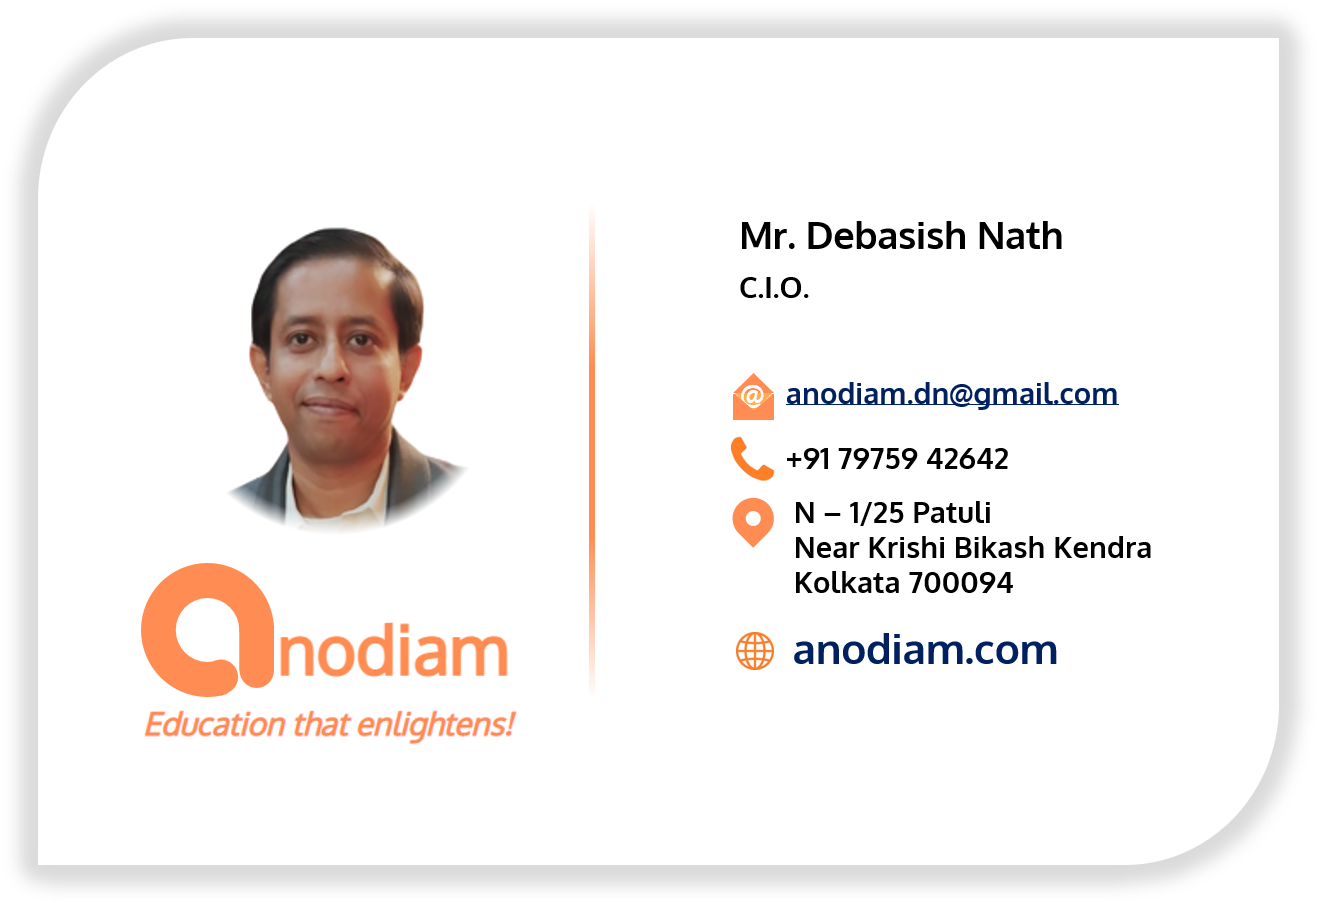 Mr. Debasish Nath
C.I.O.
anodiam.dn@gmail.com
+91 79759 42642
N – 1/25 Patuli
Near Krishi Bikash Kendra
Kolkata 700094
anodiam.com
anodiam
Education that enlightens!